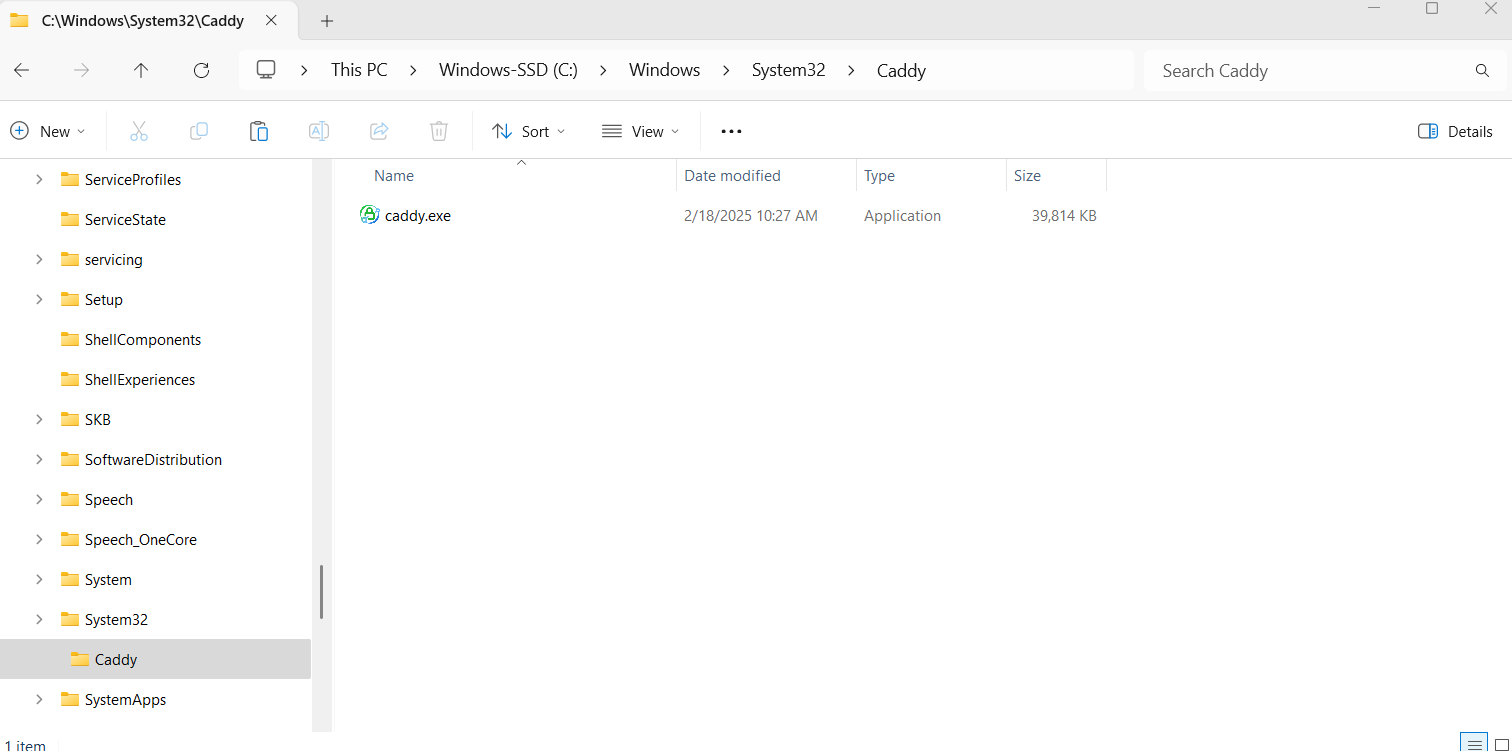 C:\Windows\System32\Caddy
This PC > Windows-SSD (C:) > Windows > System32 > Caddy
Search Caddy
New
Sort
View
Details
Name
Date modified
Type
Size
caddy.exe
2/18/2025 10:27 AM
Application
39,814 KB
ServiceProfiles
ServiceState
servicing
Setup
ShellComponents
ShellExperiences
SKB
SoftwareDistribution
Speech
Speech_OneCore
System
System32
Caddy
SystemApps
1 item